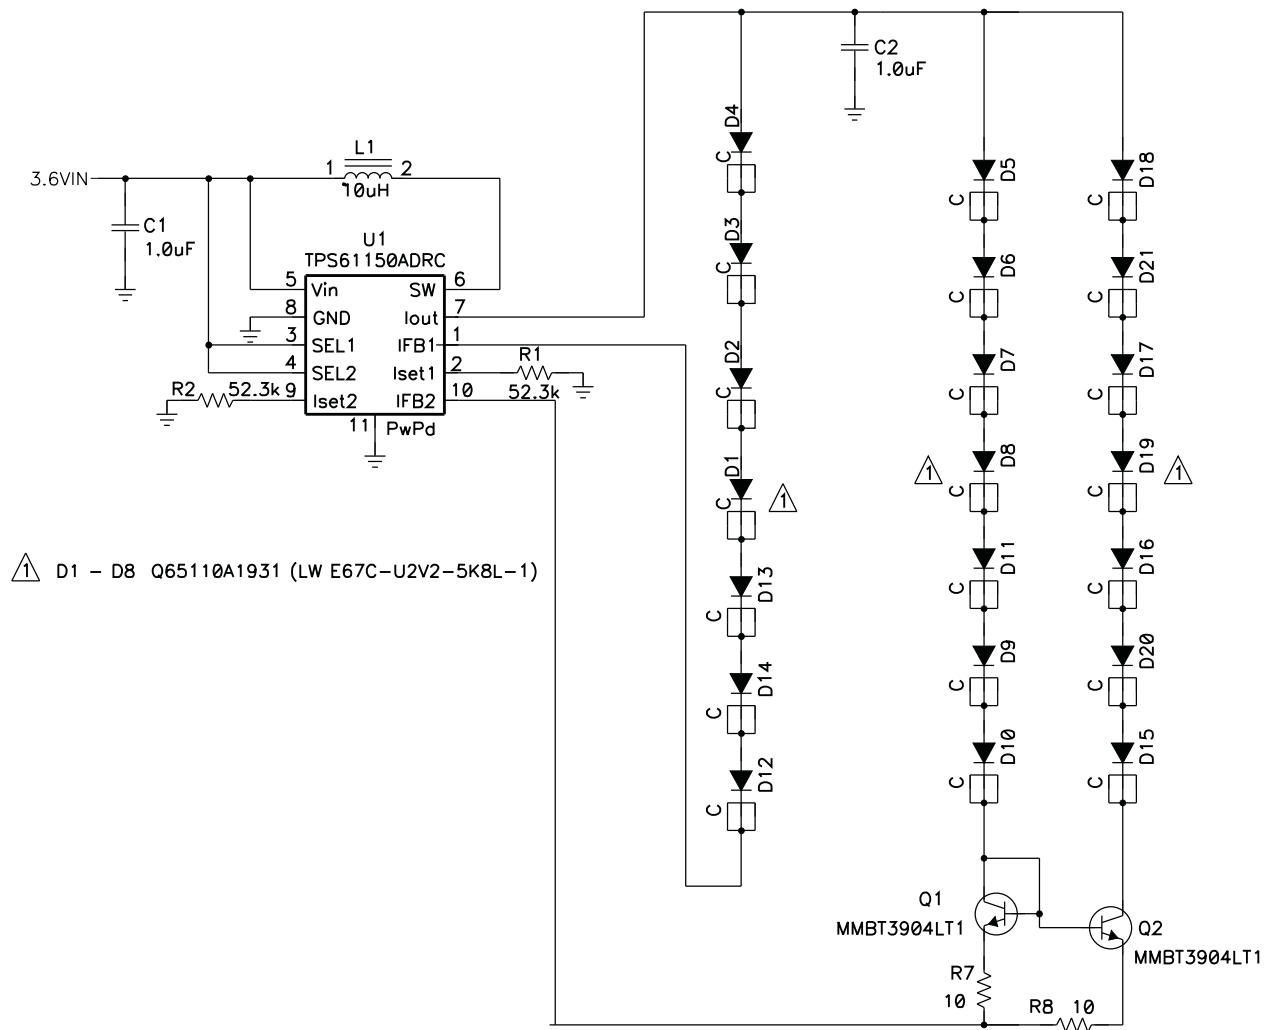 C2
1.0uF
D4
C
L1
1
2
10uH
3.6VIN
C1
1.0uF
U1
TPS61150ADRC
5
Vin
SW
6
8
GND
Iout
7
3
SEL1
IFB1
1
4
SEL2
Iset1
2
R1
52.3k
R2
52.3k
9
Iset2
IFB2
10
11
PwPd
D3
C
D2
C
D1
C
1
D13
C
D14
C
D12
C
D5
C
D6
C
D7
C
1
D8
C
D11
C
D9
C
D10
C
D18
C
D21
C
D17
C
D19
C
1
D16
C
D20
C
D15
C
1 D1 - D8 Q65110A1931 (LW E67C-U2V2-5K8L-1)
Q1
MMBT3904LT1
Q2
MMBT3904LT1
R7
10
R8 10